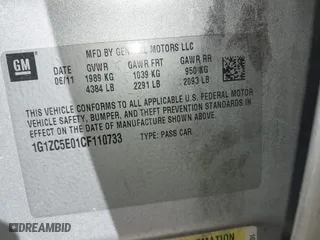 GM
MFD BY GENERAL MOTORS LLC
DATE GVWR GAWR FRT GAWR RR
06/11 1989 KG 1039 KG 950 KG
4384 LB 2291 LB 2093 LB
THIS VEHICLE CONFORMS TO ALL APPLICABLE U.S. FEDERAL MOTOR
VEHICLE SAFETY, BUMPER, AND THEFT PREVENTION STANDARDS
IN EFFECT ON THE DATE OF MANUFACTURE SHOWN ABOVE.
1G1ZC5E01CF110733 TYPE: PASS CAR
INFORMATION
DREAMBID